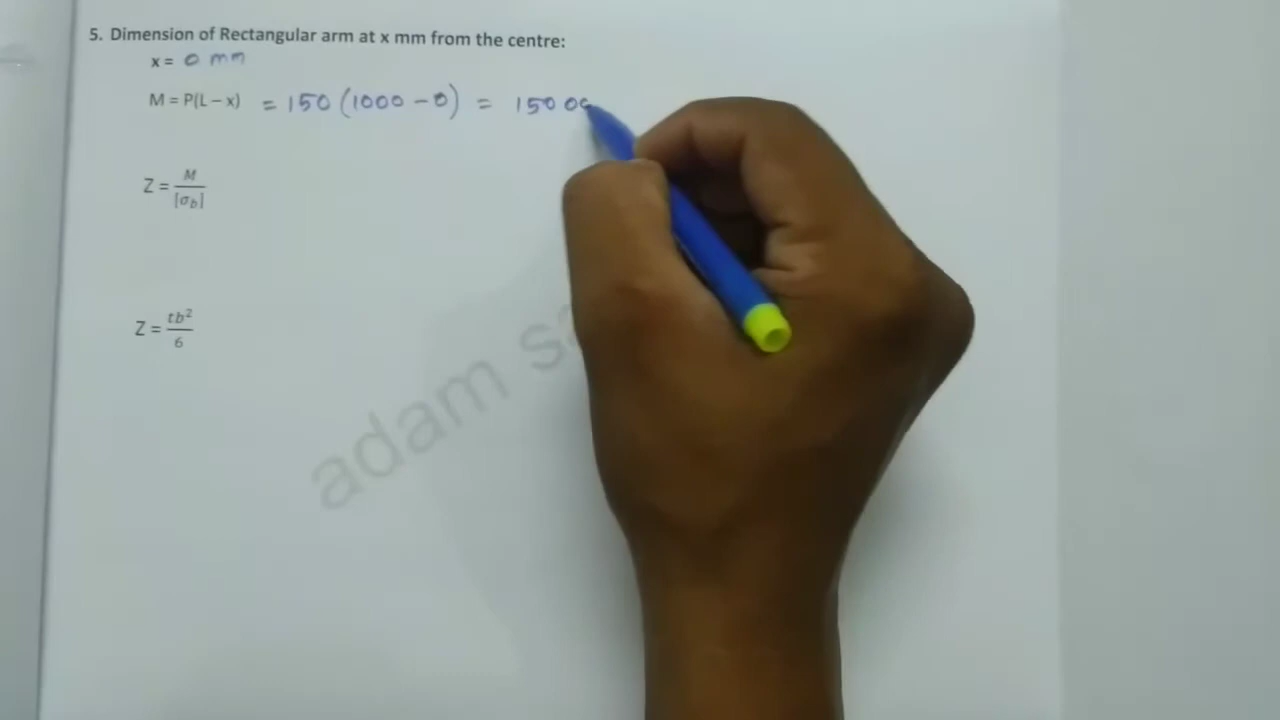 5. Dimension of Rectangular arm at x mm from the centre:
x = 0 mm
M = P(L – x) = 150 (1000 - 0) = 150 00
Z = M/[σb]
Z = tb²/6
adam